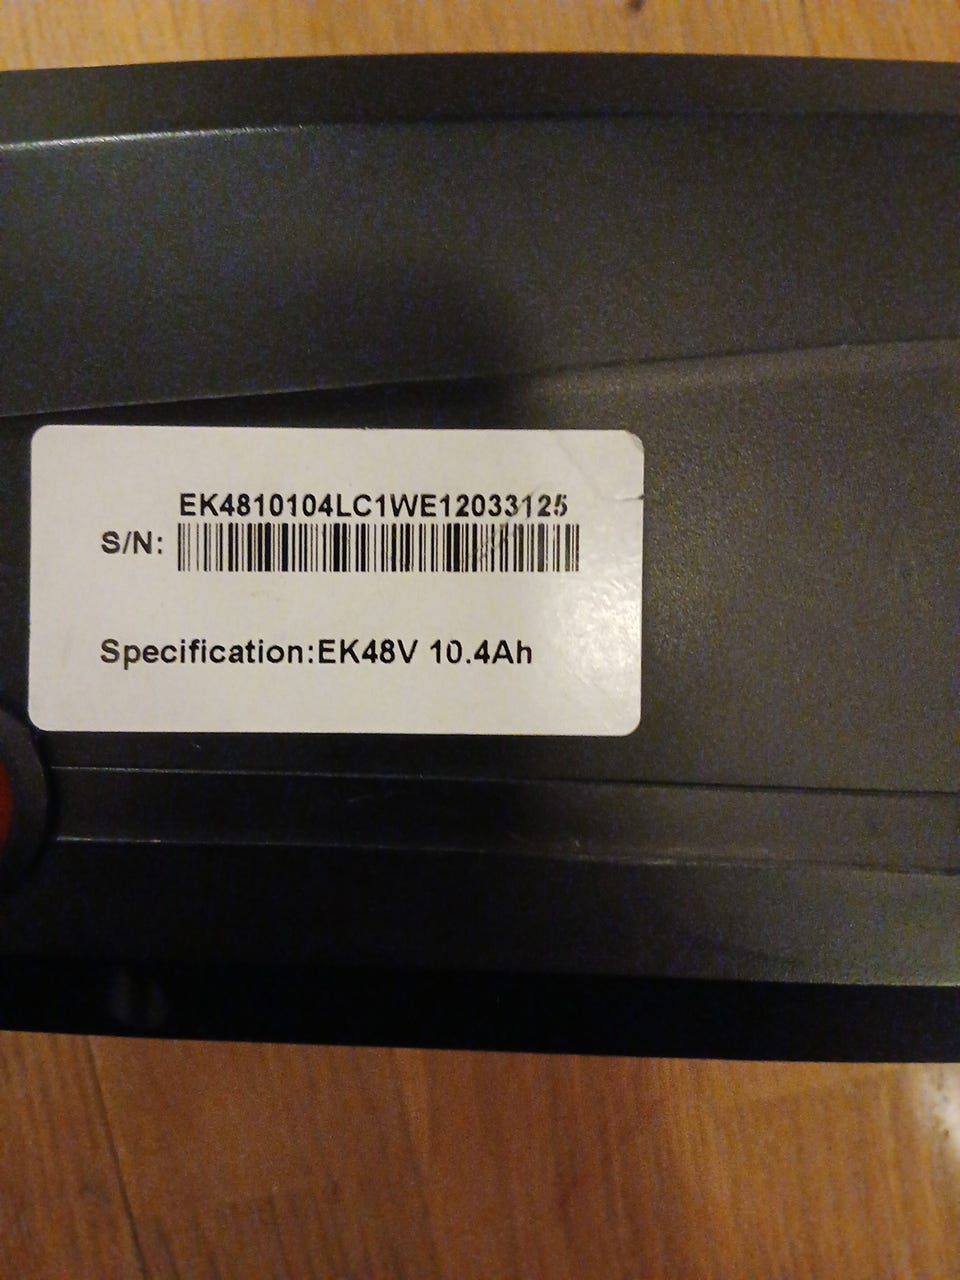 EK4810104LC1WE12033125
S/N:
Specification:EK48V 10.4Ah